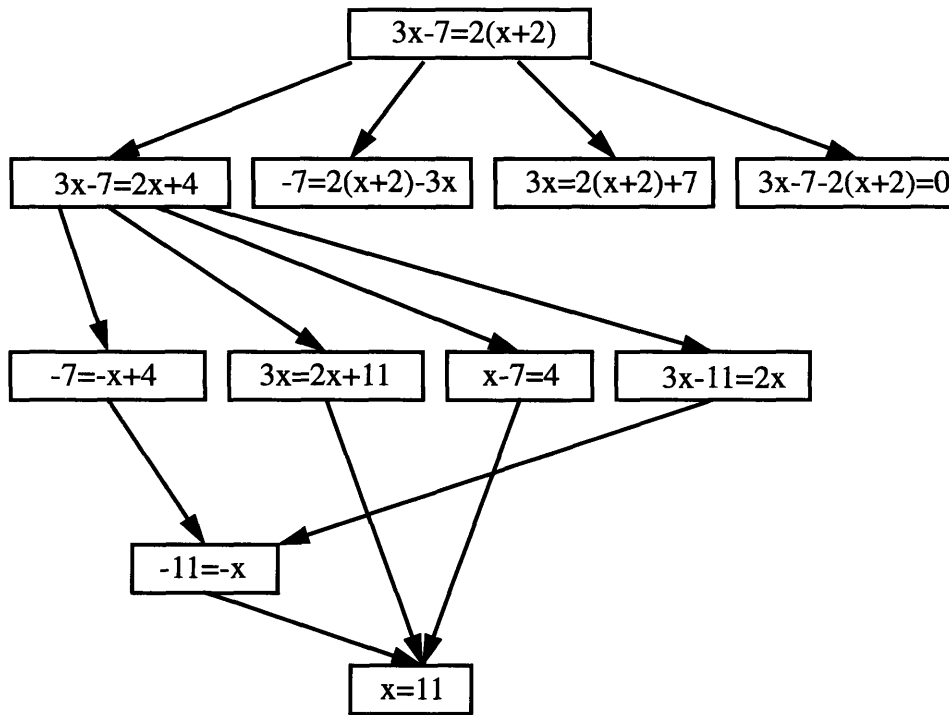 3x-7=2(x+2)
3x-7=2x+4
-7=2(x+2)-3x
3x=2(x+2)+7
3x-7-2(x+2)=0
-7=-x+4
3x=2x+11
x-7=4
3x-11=2x
-11=-x
x=11